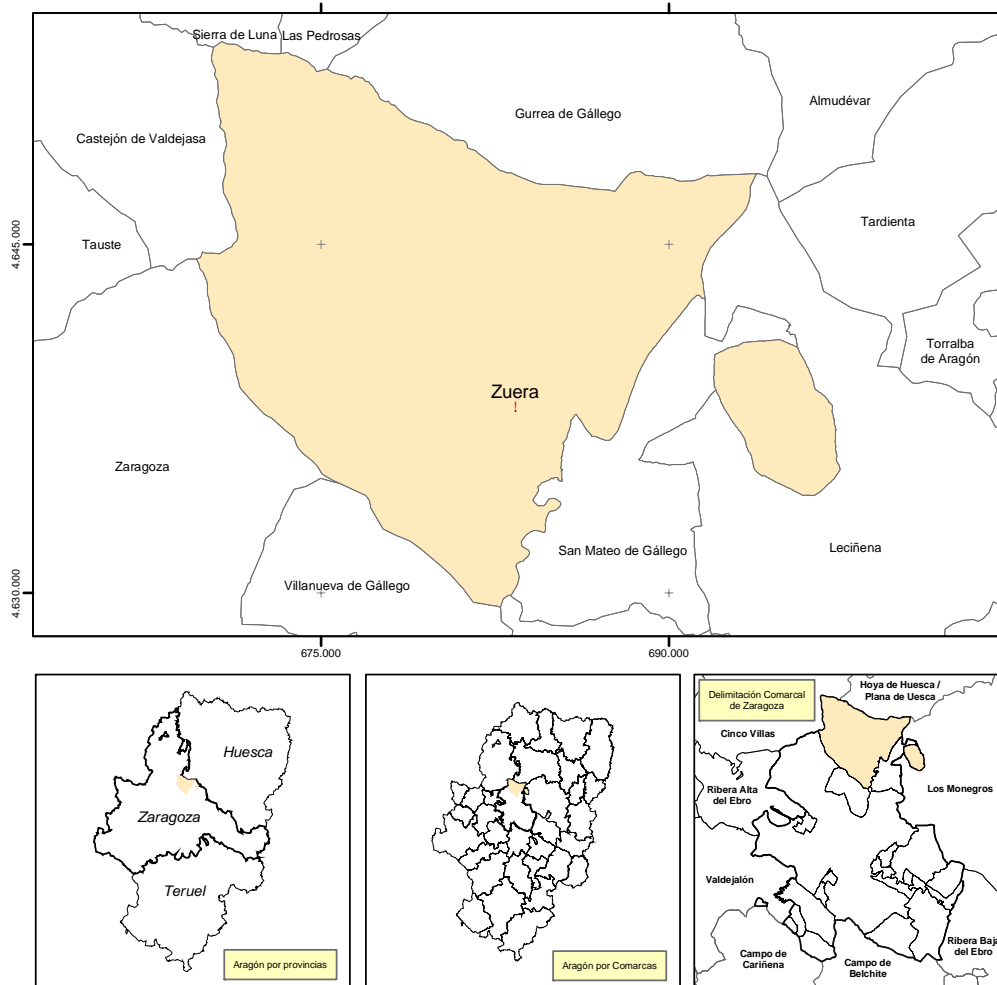 Sierra de Luna
Las Pedrosas
Gurrea de Gállego
Almudévar
Castejón de Valdejasa
Tardienta
Tauste
4.645.000
Torralba
de Aragón
Zuera
!
Zaragoza
San Mateo de Gállego
Leciñena
Villanueva de Gállego
4.630.000
675.000
690.000
Huesca
Zaragoza
Teruel
Aragón por provincias
Aragón por Comarcas
Delimitación Comarcal
de Zaragoza
Hoya de Huesca /
Plana de Uesca
Cinco Villas
Ribera Alta
del Ebro
Los Monegros
Valdejalón
Campo de
Cariñena
Campo de
Belchite
Ribera Baja
del Ebro